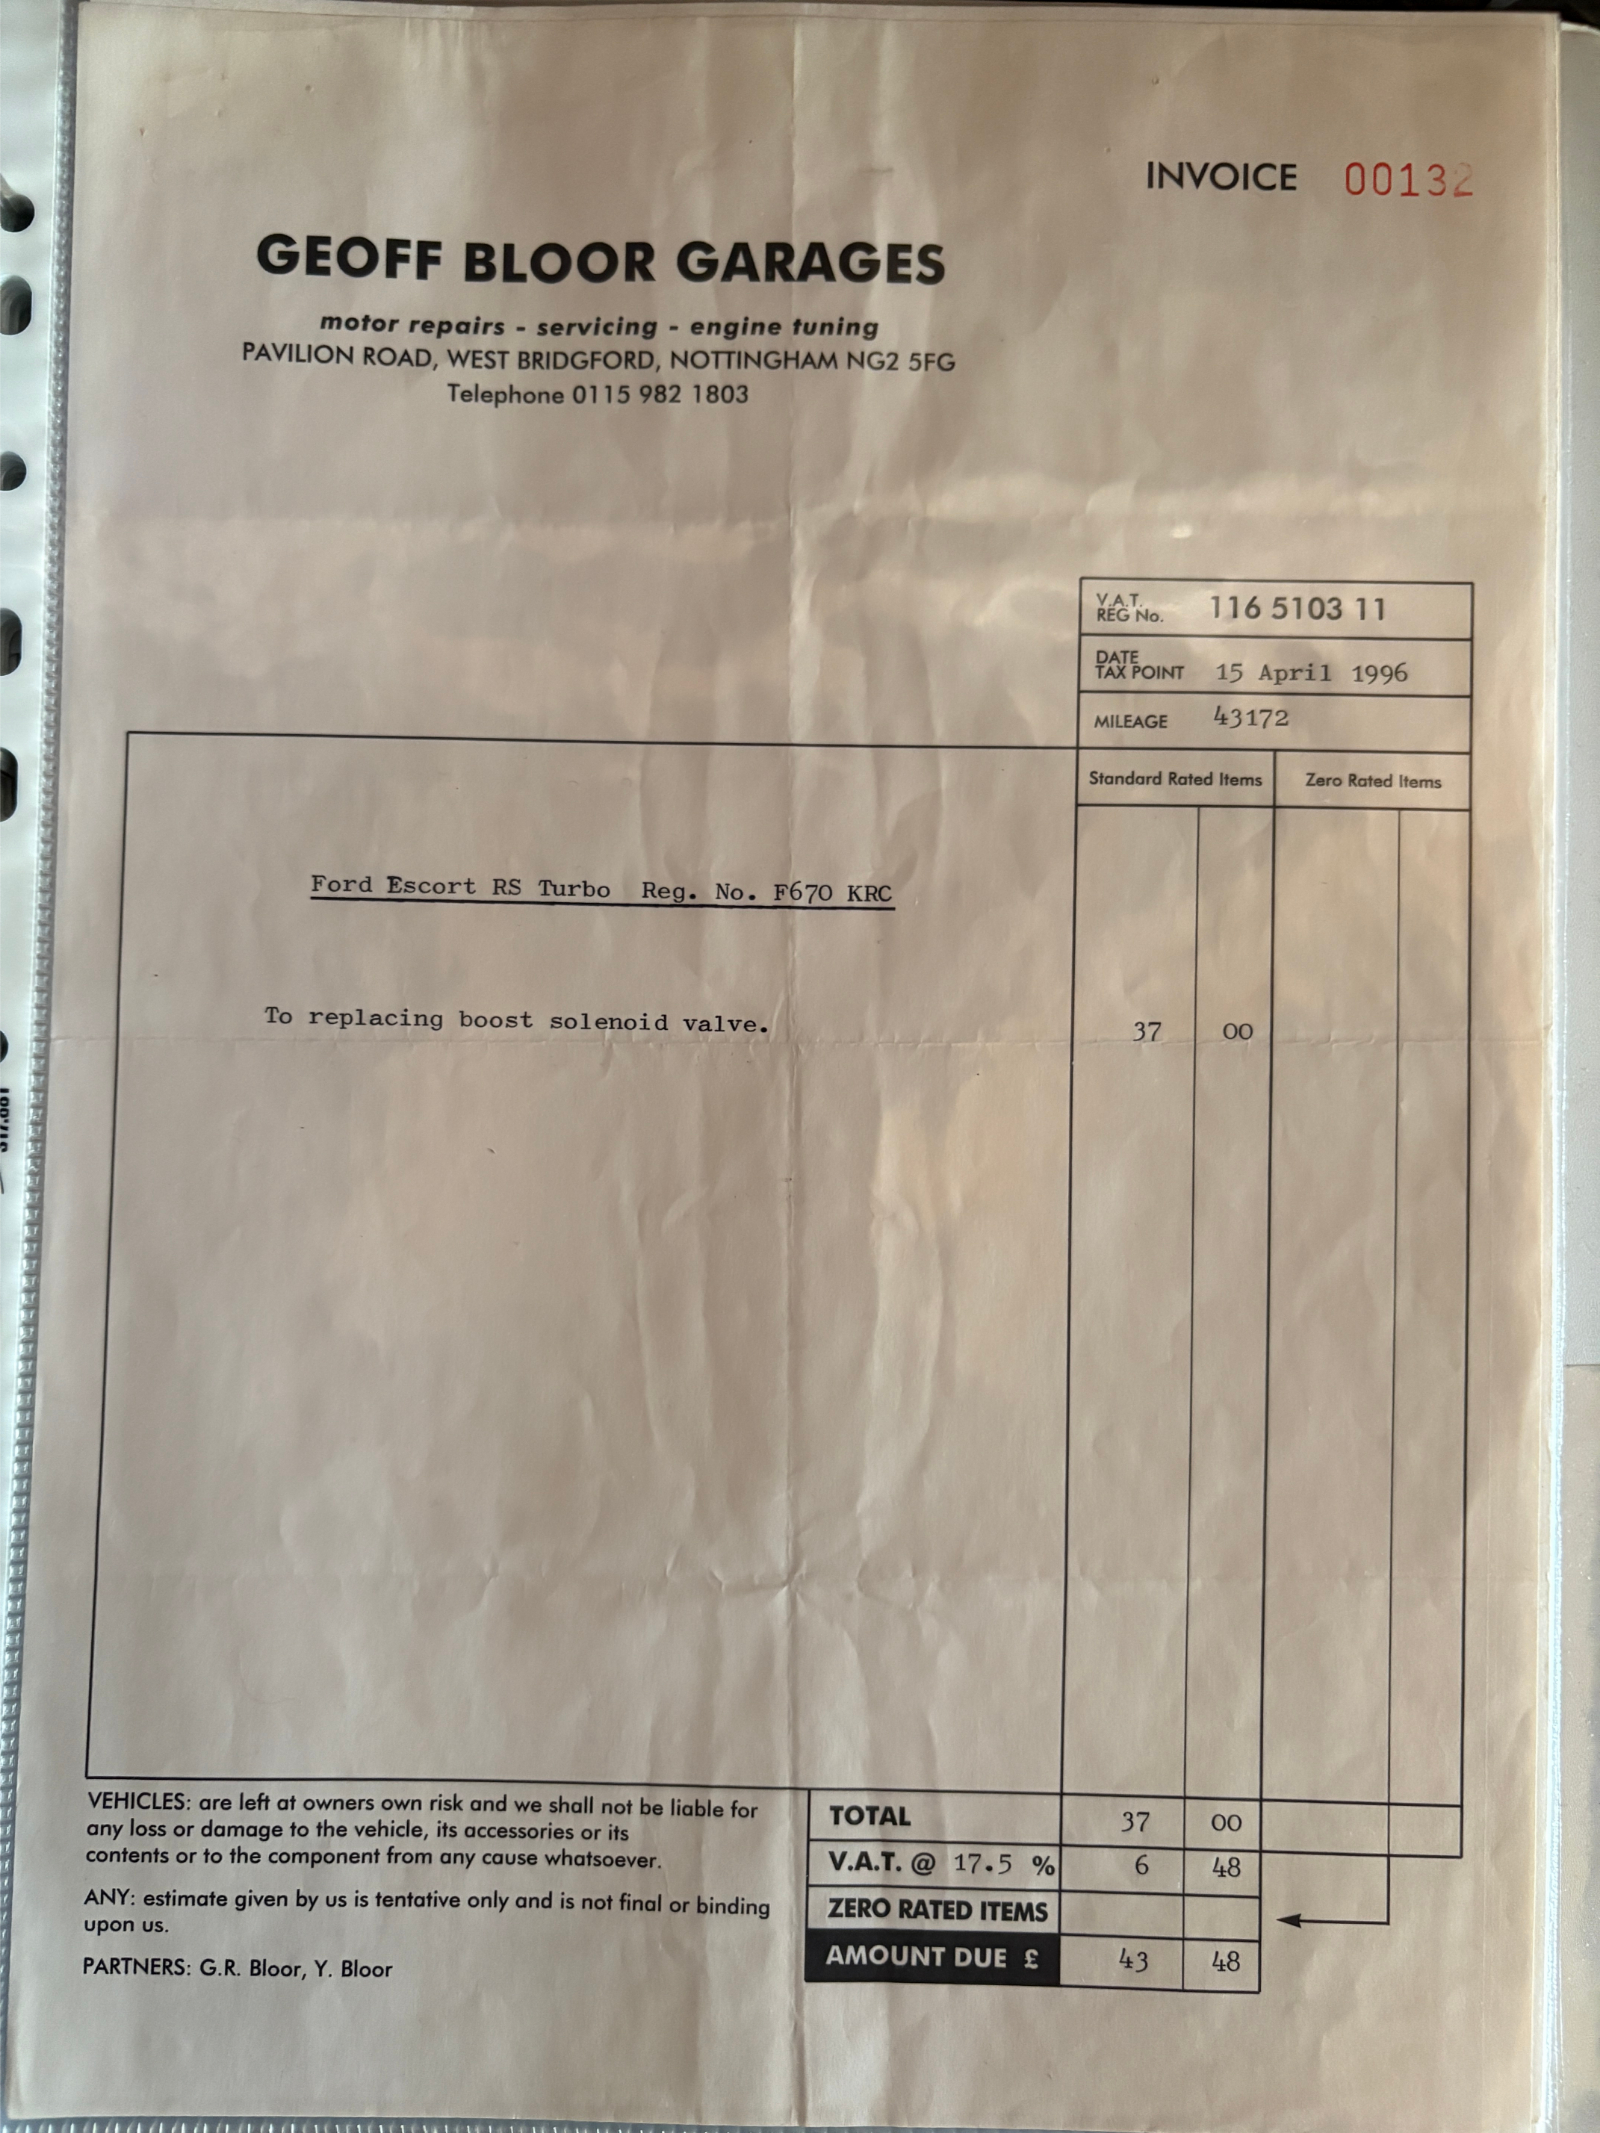 INVOICE 00132
GEOFF BLOOR GARAGES
motor repairs - servicing - engine tuning
PAVILION ROAD, WEST BRIDGFORD, NOTTINGHAM NG2 5FG
Telephone 0115 982 1803
V.A.T. REG No. 116 5103 11
DATE TAX POINT 15 April 1996
MILEAGE 43172
Standard Rated Items Zero Rated Items
Ford Escort RS Turbo Reg. No. F670 KRC
To replacing boost solenoid valve. 37 00
VEHICLES: are left at owners own risk and we shall not be liable for
any loss or damage to the vehicle, its accessories or its
contents or to the component from any cause whatsoever.
ANY: estimate given by us is tentative only and is not final or binding
upon us.
PARTNERS: G.R. Bloor, Y. Bloor
TOTAL 37 00
V.A.T. @ 17.5 % 6 48
ZERO RATED ITEMS
AMOUNT DUE £ 43 48